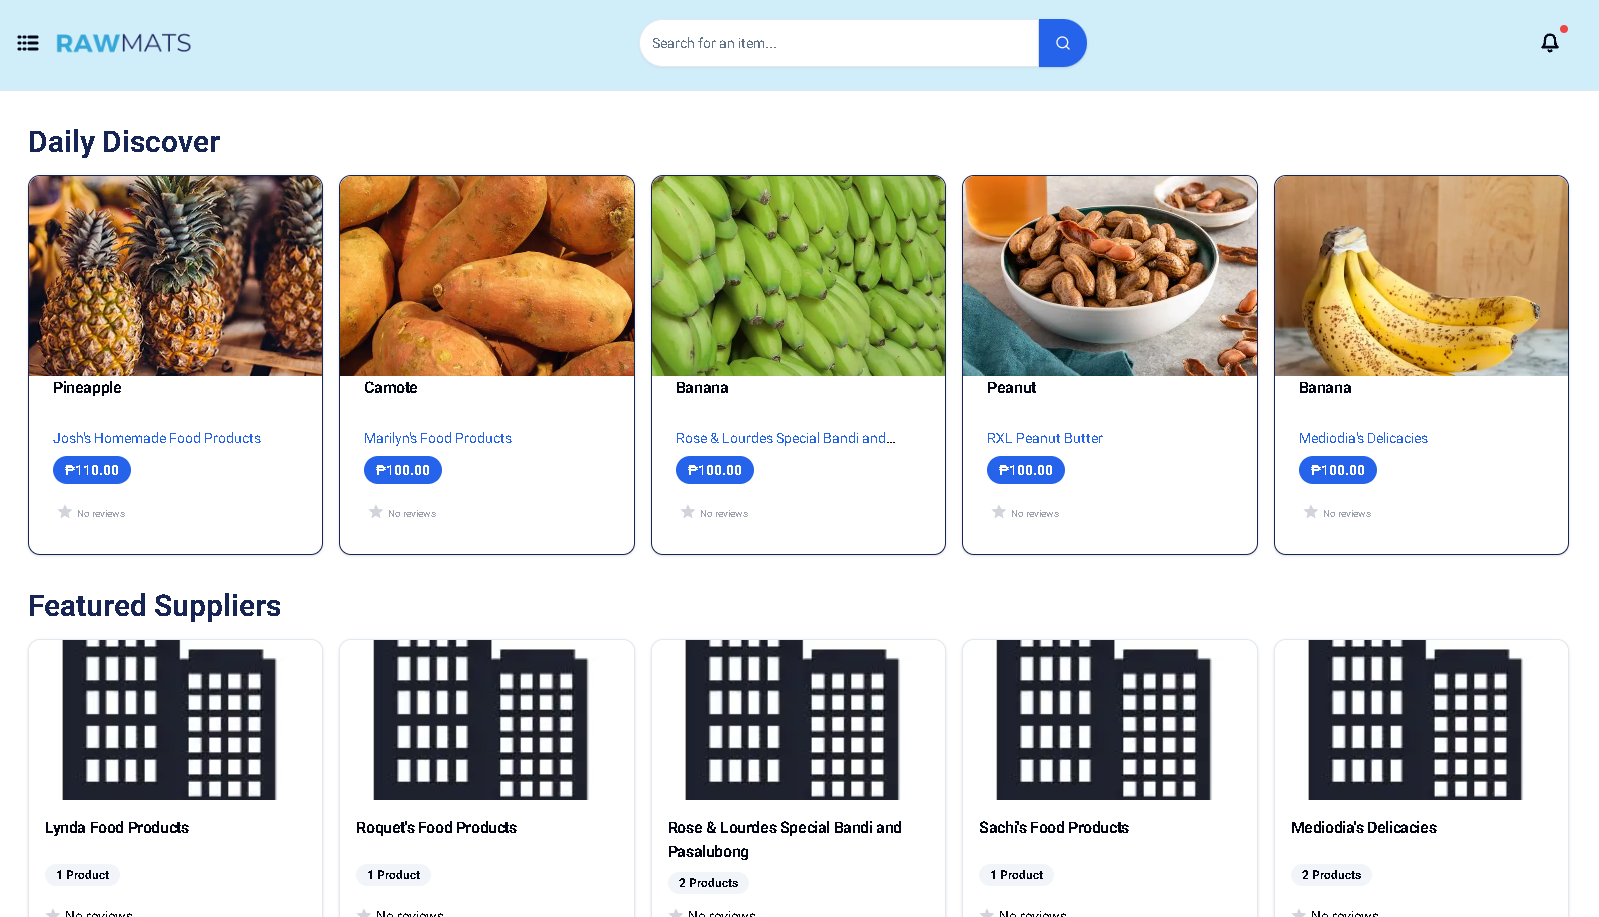 RAWMATS
Search for an item...
Daily Discover
Pineapple
Josh's Homemade Food Products
₱110.00
No reviews
Camote
Marilyn's Food Products
₱100.00
No reviews
Banana
Rose & Lourdes Special Bandi and...
₱100.00
No reviews
Peanut
RXL Peanut Butter
₱100.00
No reviews
Banana
Mediodia's Delicacies
₱100.00
No reviews
Featured Suppliers
Lynda Food Products
1 Product
No reviews
Roquet's Food Products
1 Product
No reviews
Rose & Lourdes Special Bandi and
Pasalubong
2 Products
No reviews
Sachi's Food Products
1 Product
No reviews
Mediodia's Delicacies
2 Products
No reviews